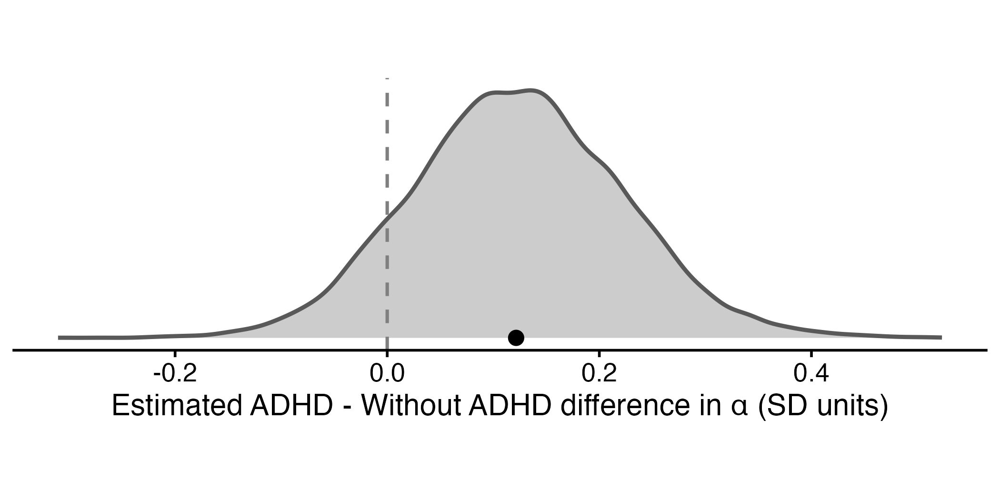 -0.2 0.0 0.2 0.4
Estimated ADHD - Without ADHD difference in α (SD units)